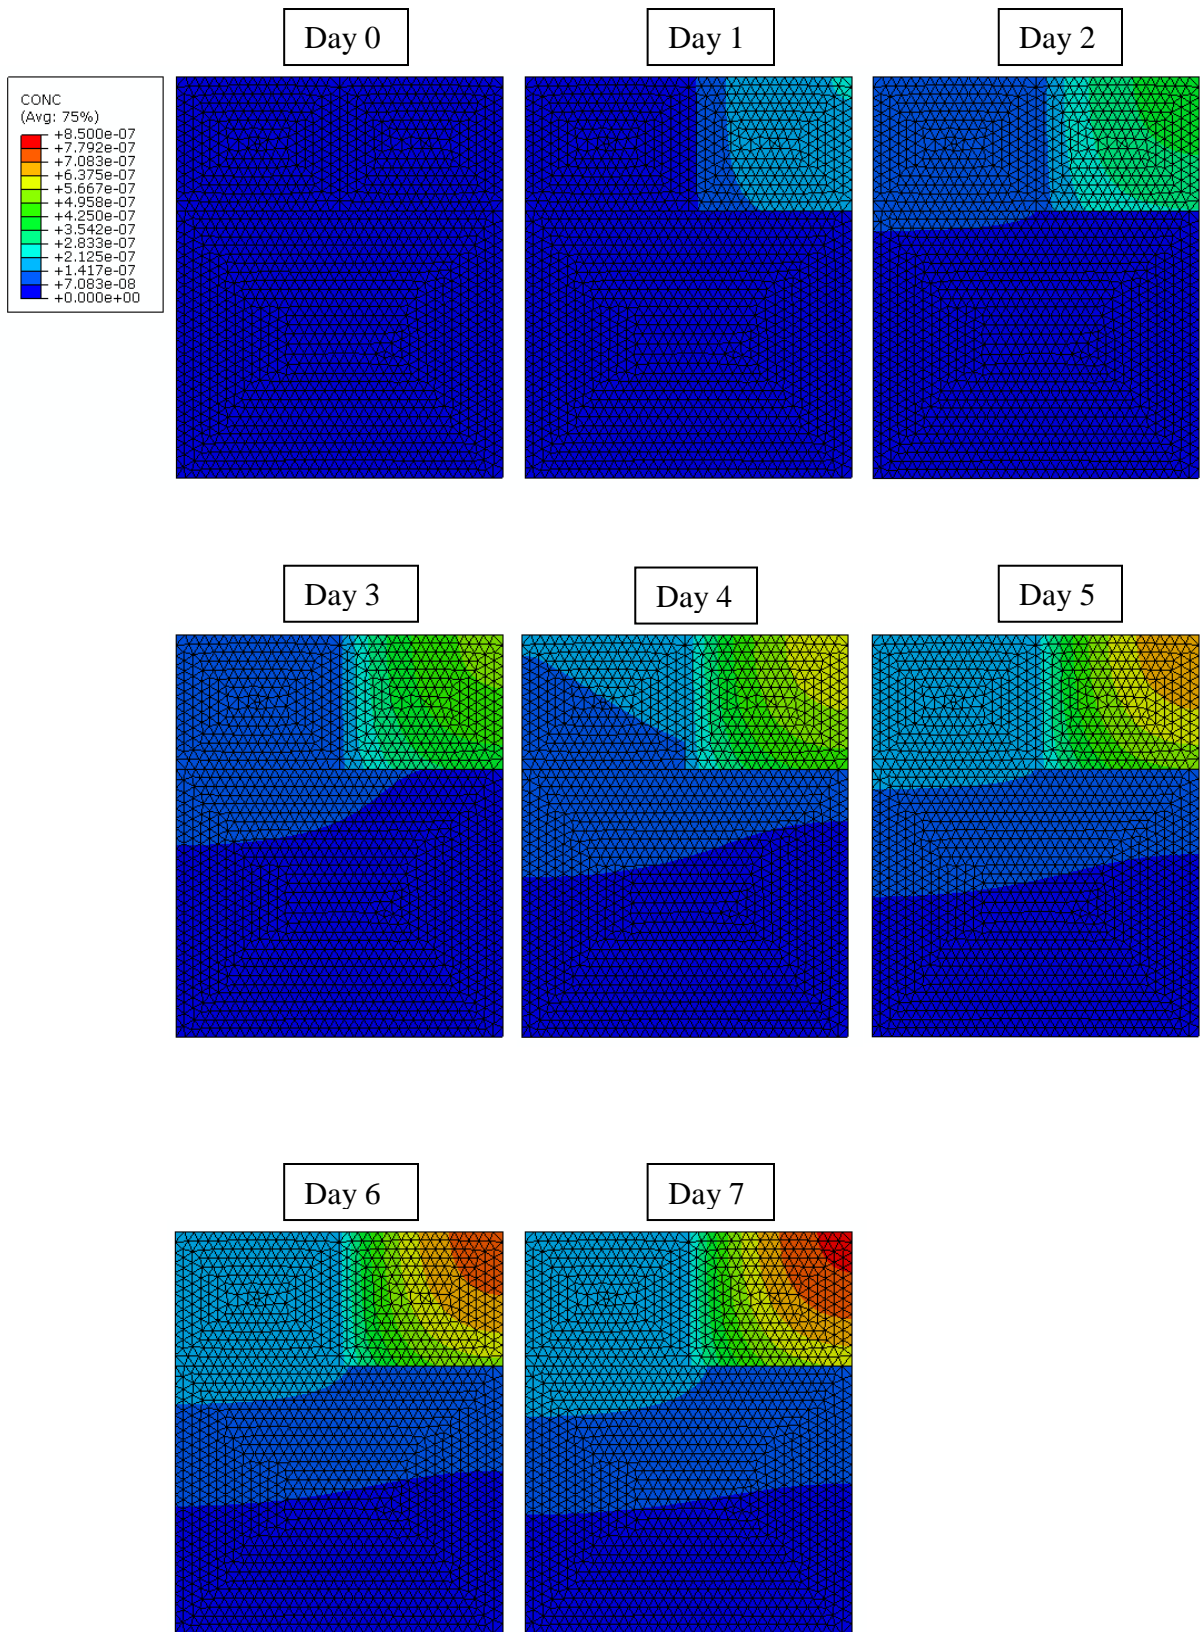 Day 0
Day 1
Day 2
CONC
(Avg: 75%)
+8.500e-07
+7.792e-07
+7.083e-07
+6.375e-07
+5.667e-07
+4.958e-07
+4.250e-07
+3.542e-07
+2.833e-07
+2.125e-07
+1.417e-07
+7.083e-08
+0.000e+00
Day 3
Day 4
Day 5
Day 6
Day 7